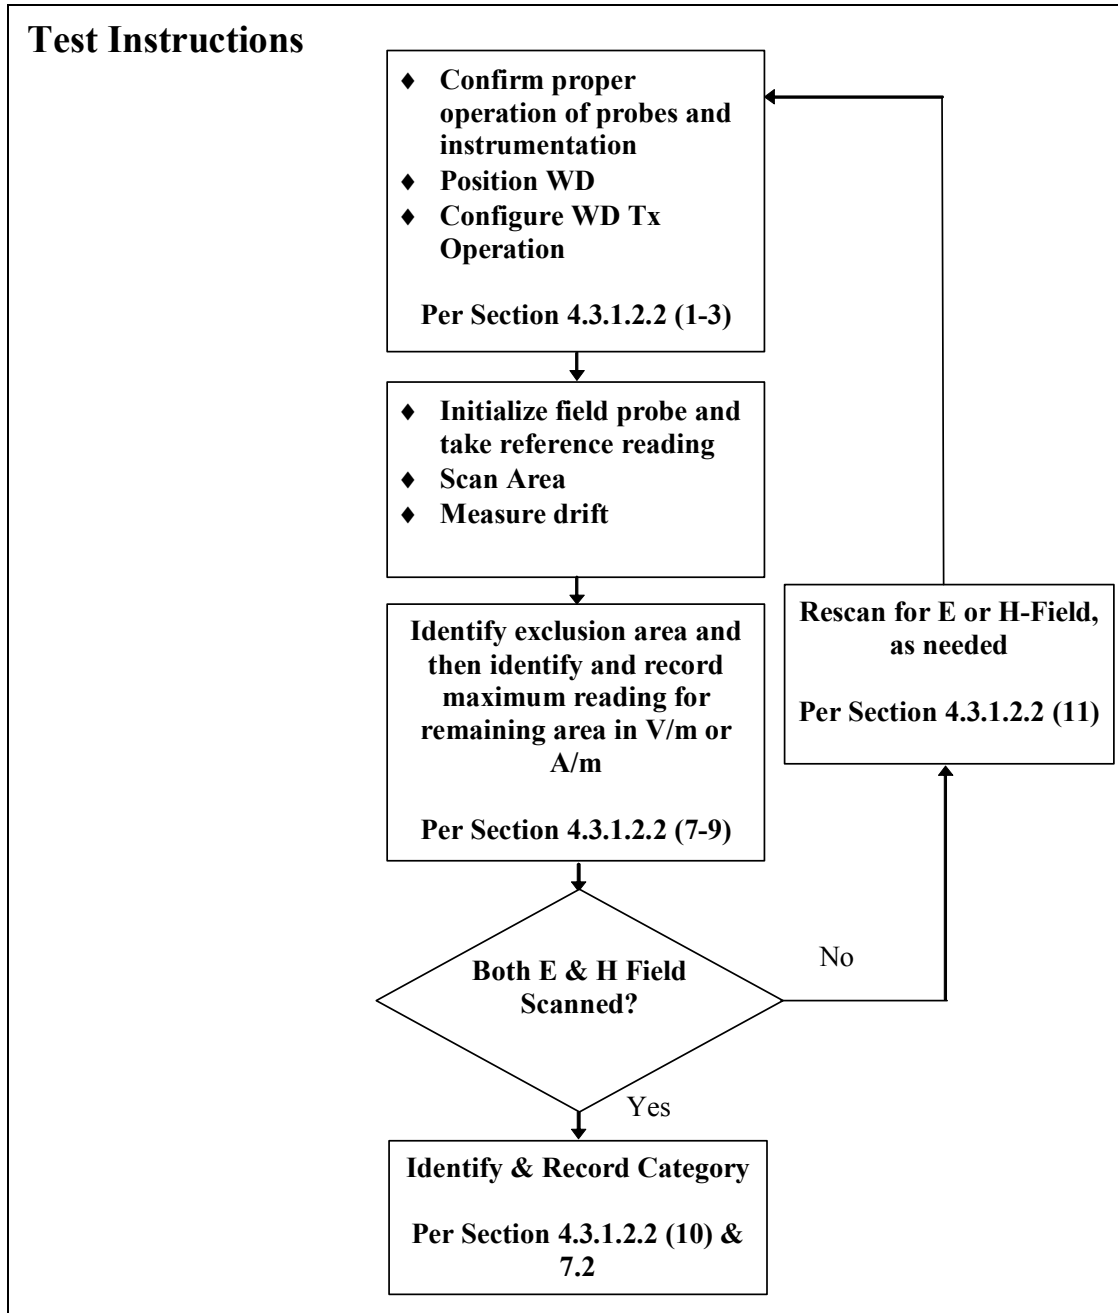 Test Instructions
♦ Confirm proper
operation of probes and
instrumentation
♦ Position WD
♦ Configure WD Tx
Operation
Per Section 4.3.1.2.2 (1-3)
♦ Initialize field probe and
take reference reading
♦ Scan Area
♦ Measure drift
Identify exclusion area and
then identify and record
maximum reading for
remaining area in V/m or
A/m
Per Section 4.3.1.2.2 (7-9)
Rescan for E or H-Field,
as needed
Per Section 4.3.1.2.2 (11)
Both E & H Field
Scanned?
No
Yes
Identify & Record Category
Per Section 4.3.1.2.2 (10) &
7.2